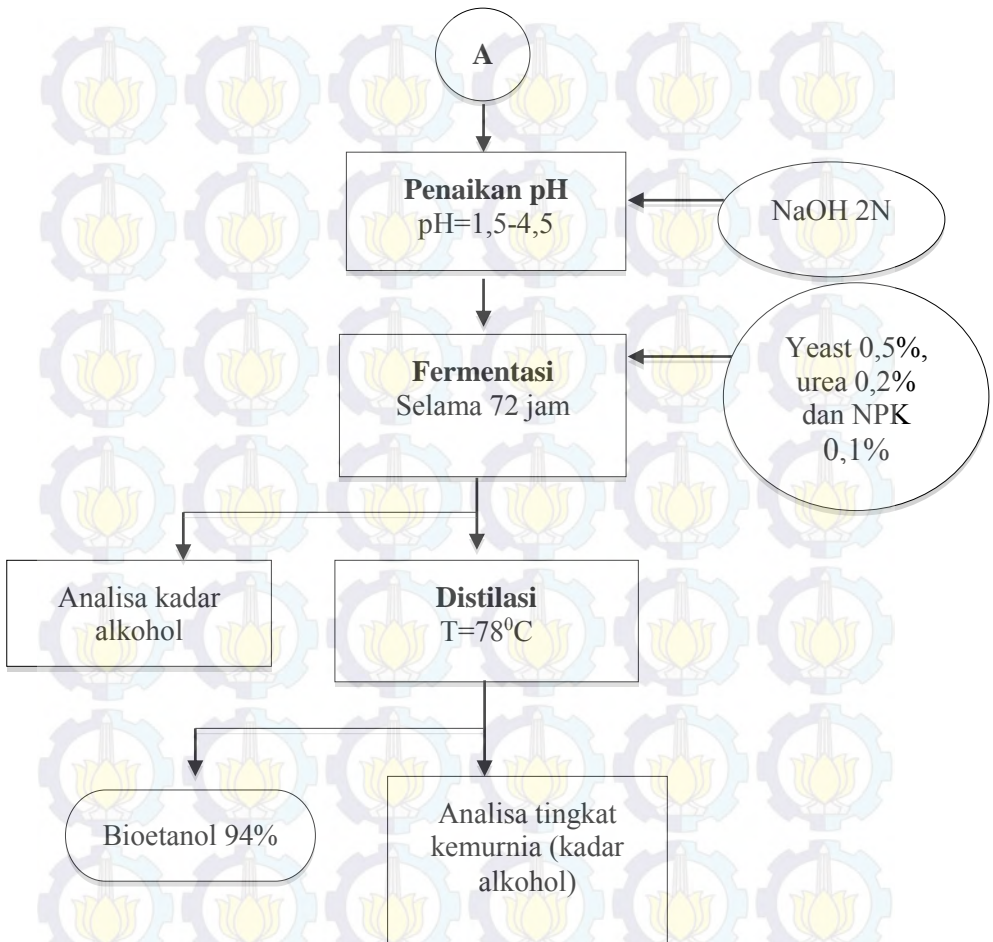 A
Penaikan pH
pH=1,5-4,5
NaOH 2N
Fermentasi
Selama 72 jam
Yeast 0,5%,
urea 0,2%
dan NPK
0,1%
Analisa kadar
alkohol
Distilasi
T=78⁰C
Bioetanol 94%
Analisa tingkat
kemurnia (kadar
alkohol)